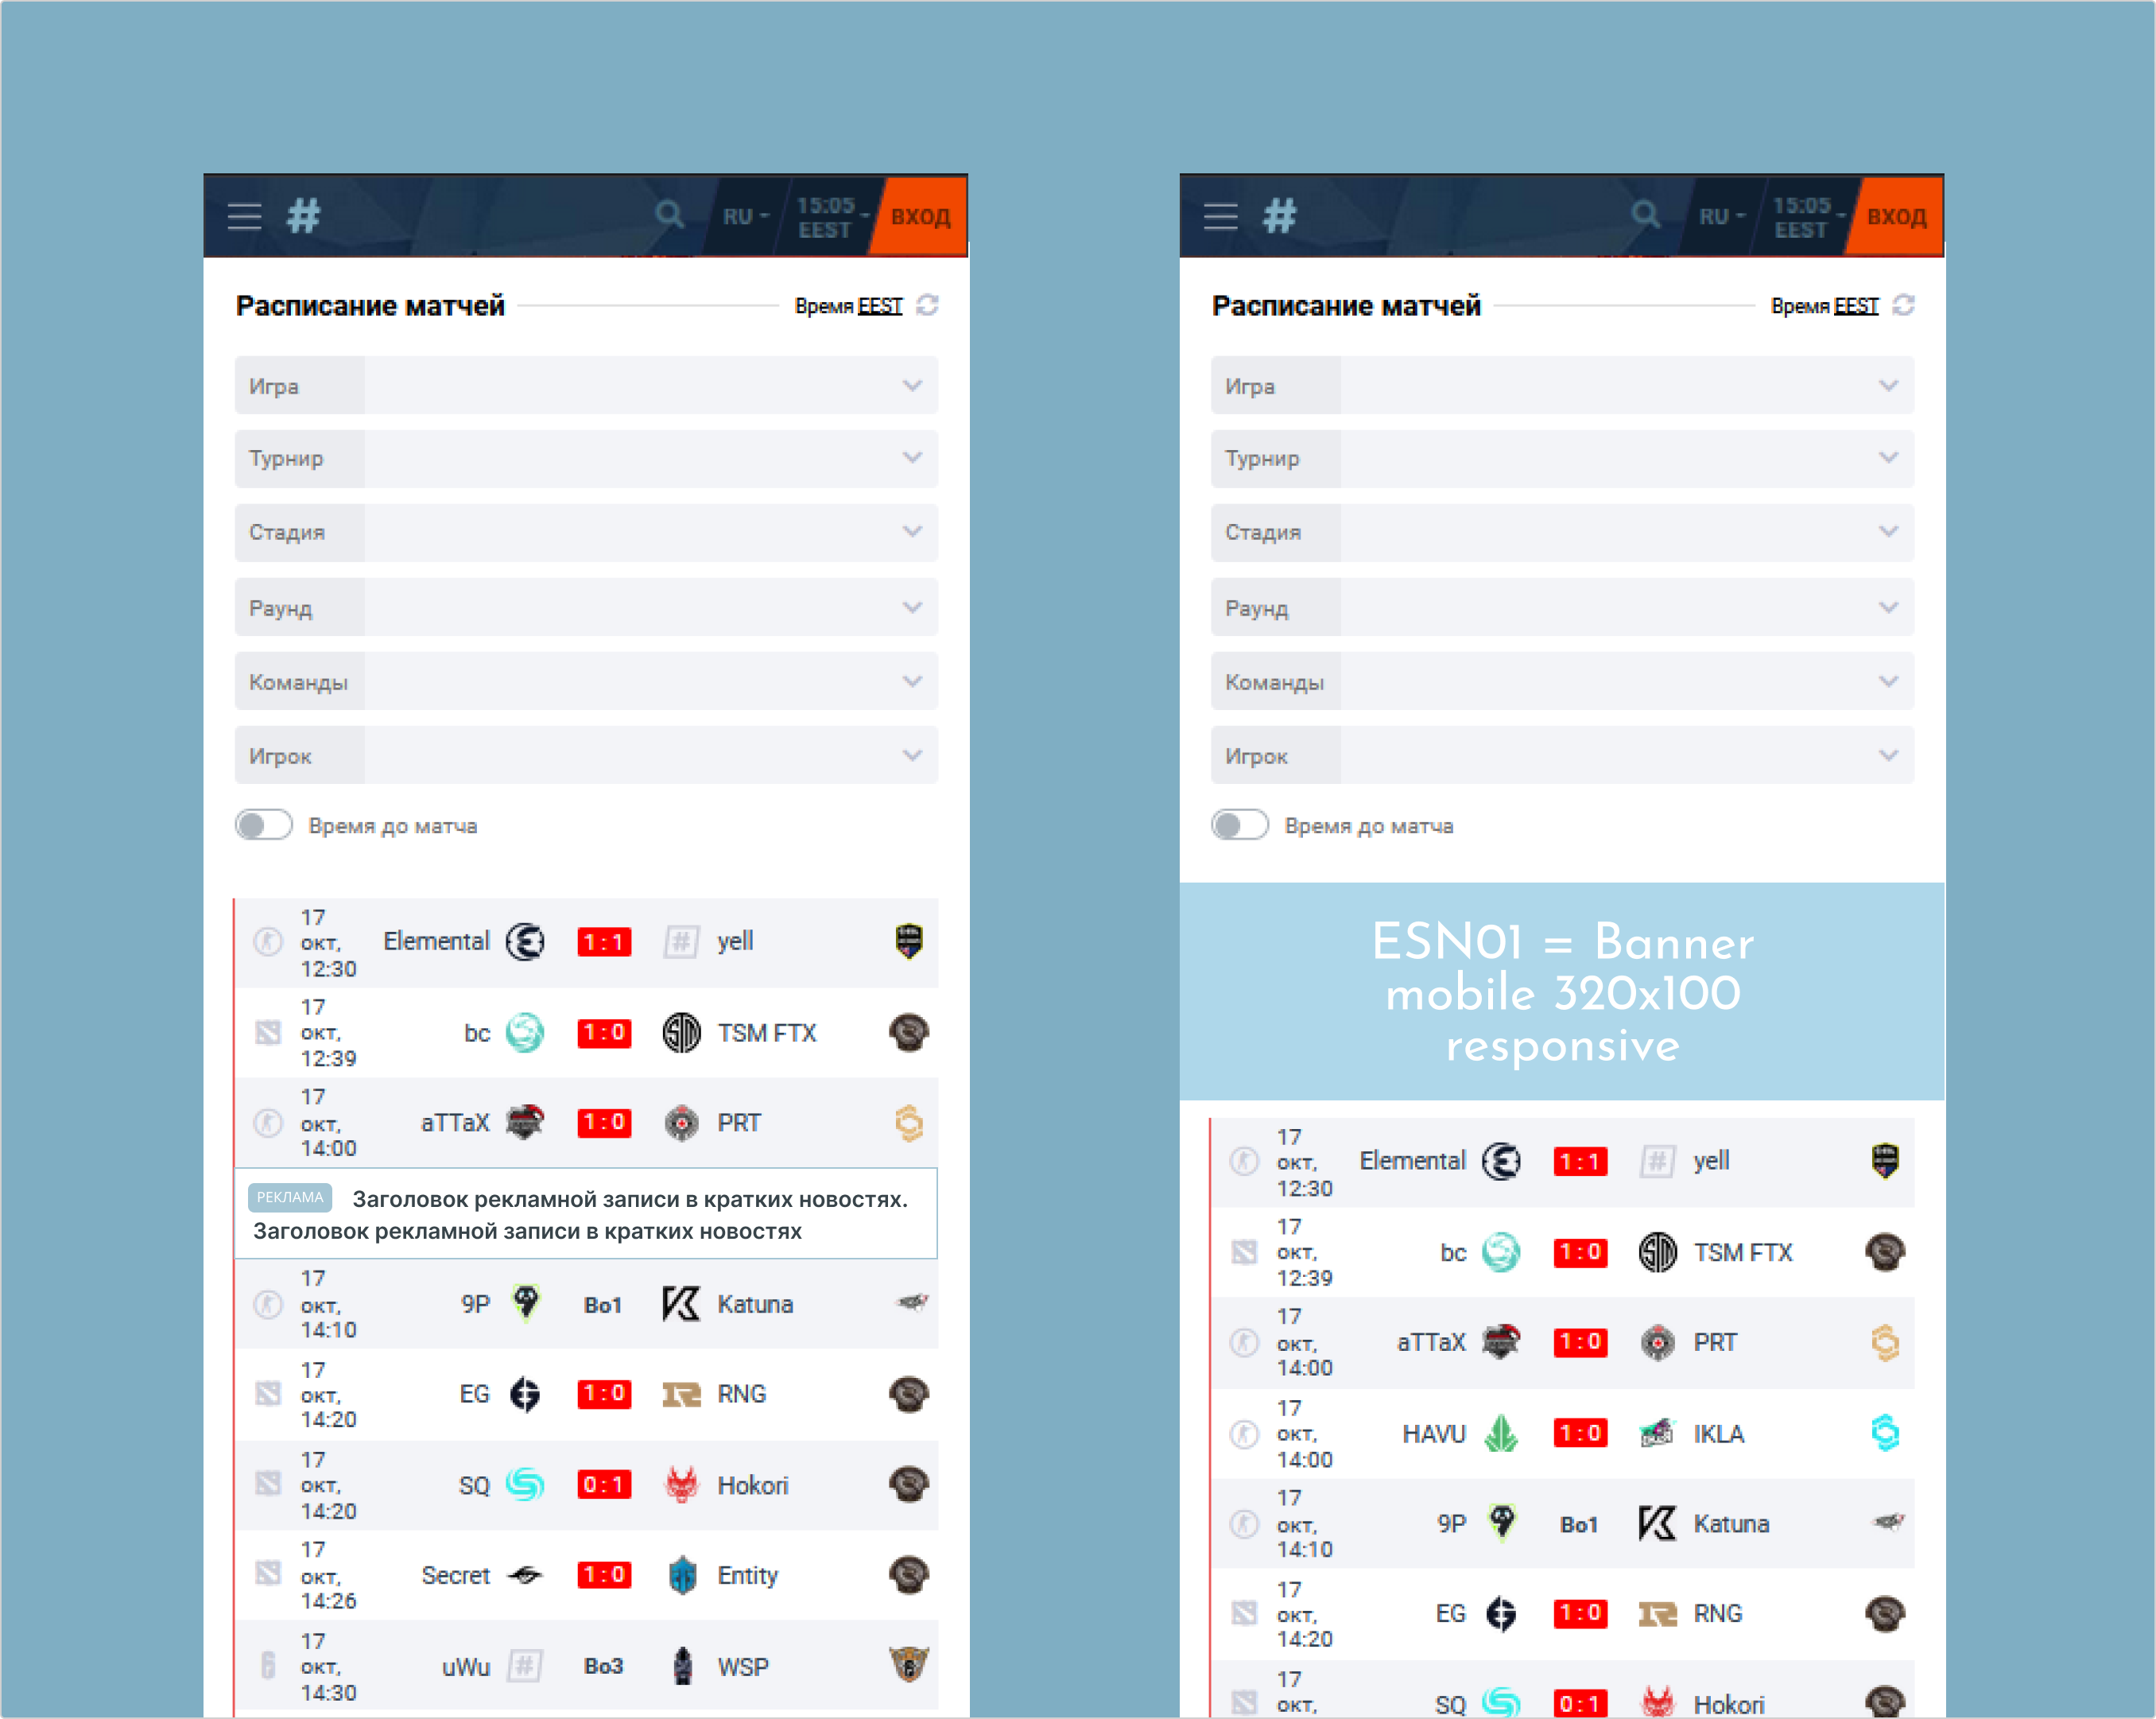 #
RU
15:05
EEST
ВХОД
Расписание матчей
Время EEST
Игра
Турнир
Стадия
Раунд
Команды
Игрок
Время до матча
17
окт,
12:30
Elemental
1 : 1
#
yell
17
окт,
12:39
bc
1 : 0
TSM FTX
17
окт,
14:00
aTTaX
1 : 0
PRT
РЕКЛАМА Заголовок рекламной записи в кратких новостях.
Заголовок рекламной записи в кратких новостях
17
окт,
14:10
9P
Bo1
Katuna
17
окт,
14:20
EG
1 : 0
RNG
17
окт,
14:20
SQ
0 : 1
Hokori
17
окт,
14:26
Secret
1 : 0
Entity
17
окт,
14:30
uWu
#
Bo3
WSP
#
RU
15:05
EEST
ВХОД
Расписание матчей
Время EEST
Игра
Турнир
Стадия
Раунд
Команды
Игрок
Время до матча
ESN01 = Banner
mobile 320x100
responsive
17
окт,
12:30
Elemental
1 : 1
#
yell
17
окт,
12:39
bc
1 : 0
TSM FTX
17
окт,
14:00
aTTaX
1 : 0
PRT
17
окт,
14:00
HAVU
1 : 0
IKLA
17
окт,
14:10
9P
Bo1
Katuna
17
окт,
14:20
EG
1 : 0
RNG
17
окт,
SQ
0 : 1
Hokori